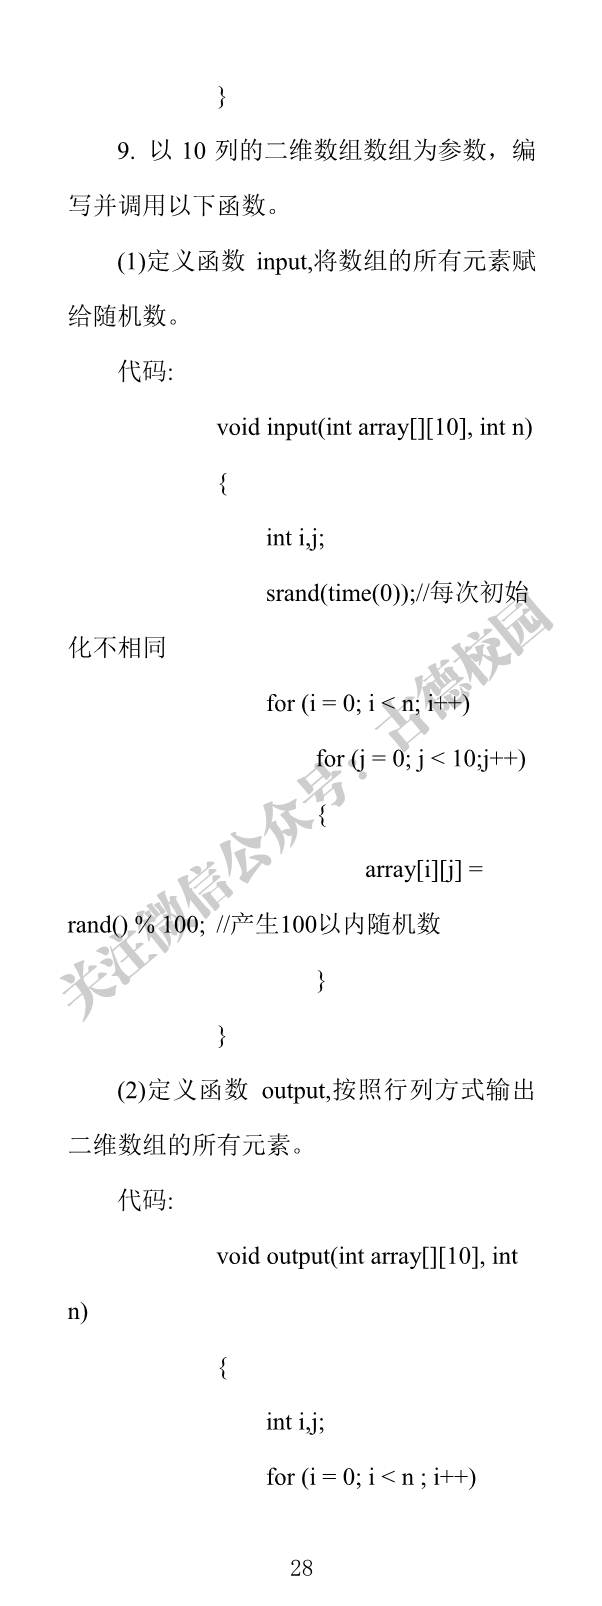 }
9. 以 10 列的二维数组数组为参数，编
写并调用以下函数。
(1)定义函数 input,将数组的所有元素赋
给随机数。
代码:
void input(int array[][10], int n)
{
int i,j;
srand(time(0));//每次初始
化不相同
for (i = 0; i < n; i++)
for (j = 0; j < 10;j++)
{
array[i][j] =
rand() % 100; //产生100以内随机数
}
}
(2)定义函数 output,按照行列方式输出
二维数组的所有元素。
代码:
void output(int array[][10], int
n)
{
int i,j;
for (i = 0; i < n ; i++)
28
关注微信公众号：古德校园